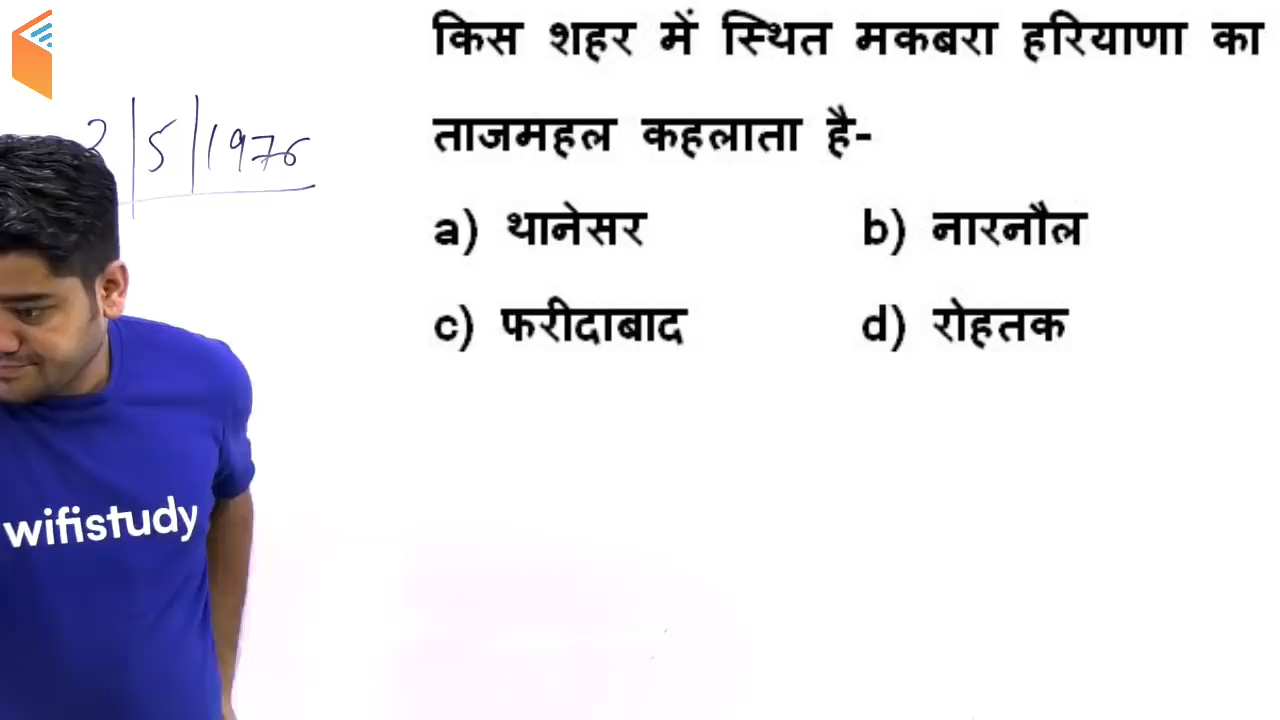 किस शहर में स्थित मकबरा हरियाणा का
ताजमहल कहलाता है-
a) थानेसर b) नारनौल
c) फरीदाबाद d) रोहतक
5/1976
wifistudy